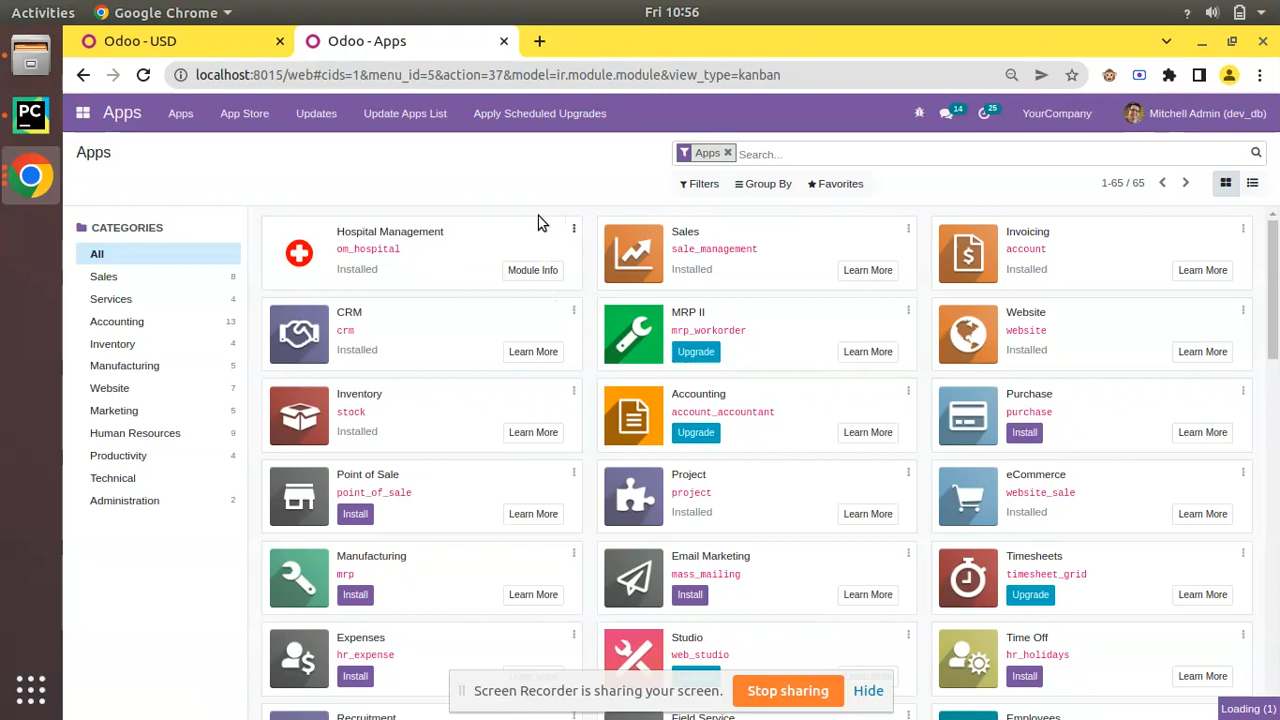 Activities
Google Chrome
Fri 10:56
Odoo - USD
Odoo - Apps
localhost:8015/web#cids=1&menu_id=5&action=37&model=ir.module.module&view_type=kanban
Apps
Apps
App Store
Updates
Update Apps List
Apply Scheduled Upgrades
14
25
YourCompany
Mitchell Admin (dev_db)
Apps
Apps
Search...
Filters
Group By
Favorites
1-65 / 65
CATEGORIES
All
Sales 8
Services 4
Accounting 13
Inventory 4
Manufacturing 5
Website 7
Marketing 5
Human Resources 9
Productivity 4
Technical
Administration 2
Hospital Management
om_hospital
Installed
Module Info
Sales
sale_management
Installed
Learn More
Invoicing
account
Installed
Learn More
CRM
crm
Installed
Learn More
MRP II
mrp_workorder
Upgrade
Learn More
Website
website
Installed
Learn More
Inventory
stock
Installed
Learn More
Accounting
account_accountant
Upgrade
Learn More
Purchase
purchase
Install
Learn More
Point of Sale
point_of_sale
Install
Learn More
Project
project
Installed
Learn More
eCommerce
website_sale
Installed
Learn More
Manufacturing
mrp
Install
Learn More
Email Marketing
mass_mailing
Install
Learn More
Timesheets
timesheet_grid
Upgrade
Learn More
Expenses
hr_expense
Install
Studio
web_studio
Time Off
hr_holidays
Install
Learn More
Recruitment
Field Service
Employees
Screen Recorder is sharing your screen.
Stop sharing
Hide
Loading (1)
PC